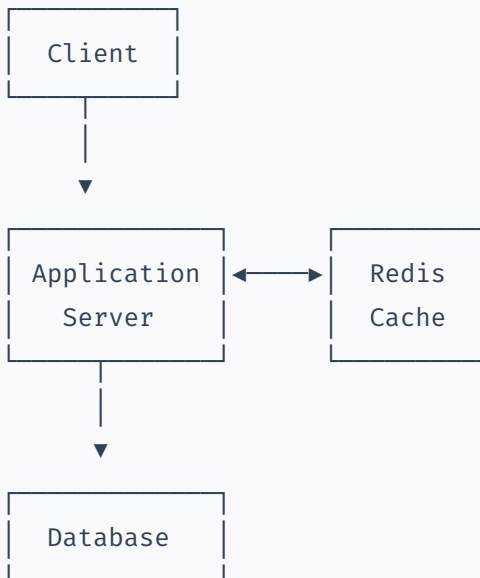 Client
Application
Server
Redis
Cache
Database